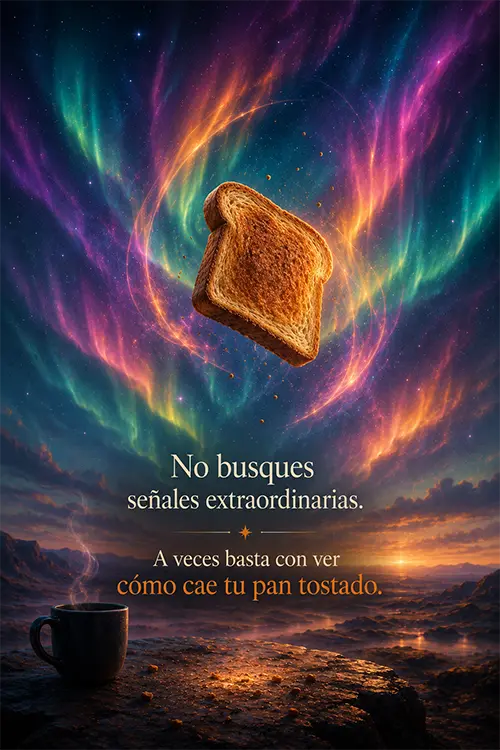 No busques
señales extraordinarias.
A veces basta con ver
cómo cae tu pan tostado.